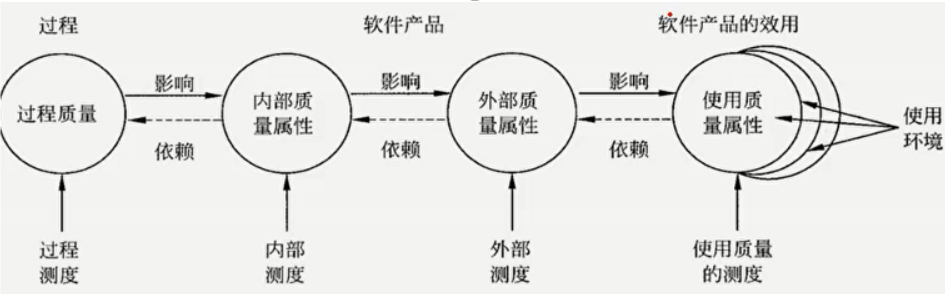 过程
软件产品
软件产品的效用
过程质量
影响
依赖
内部质
量属性
影响
依赖
外部质
量属性
影响
依赖
使用质
量属性
使用
环境
过程
测度
内部
测度
外部
测度
使用质量
的测度